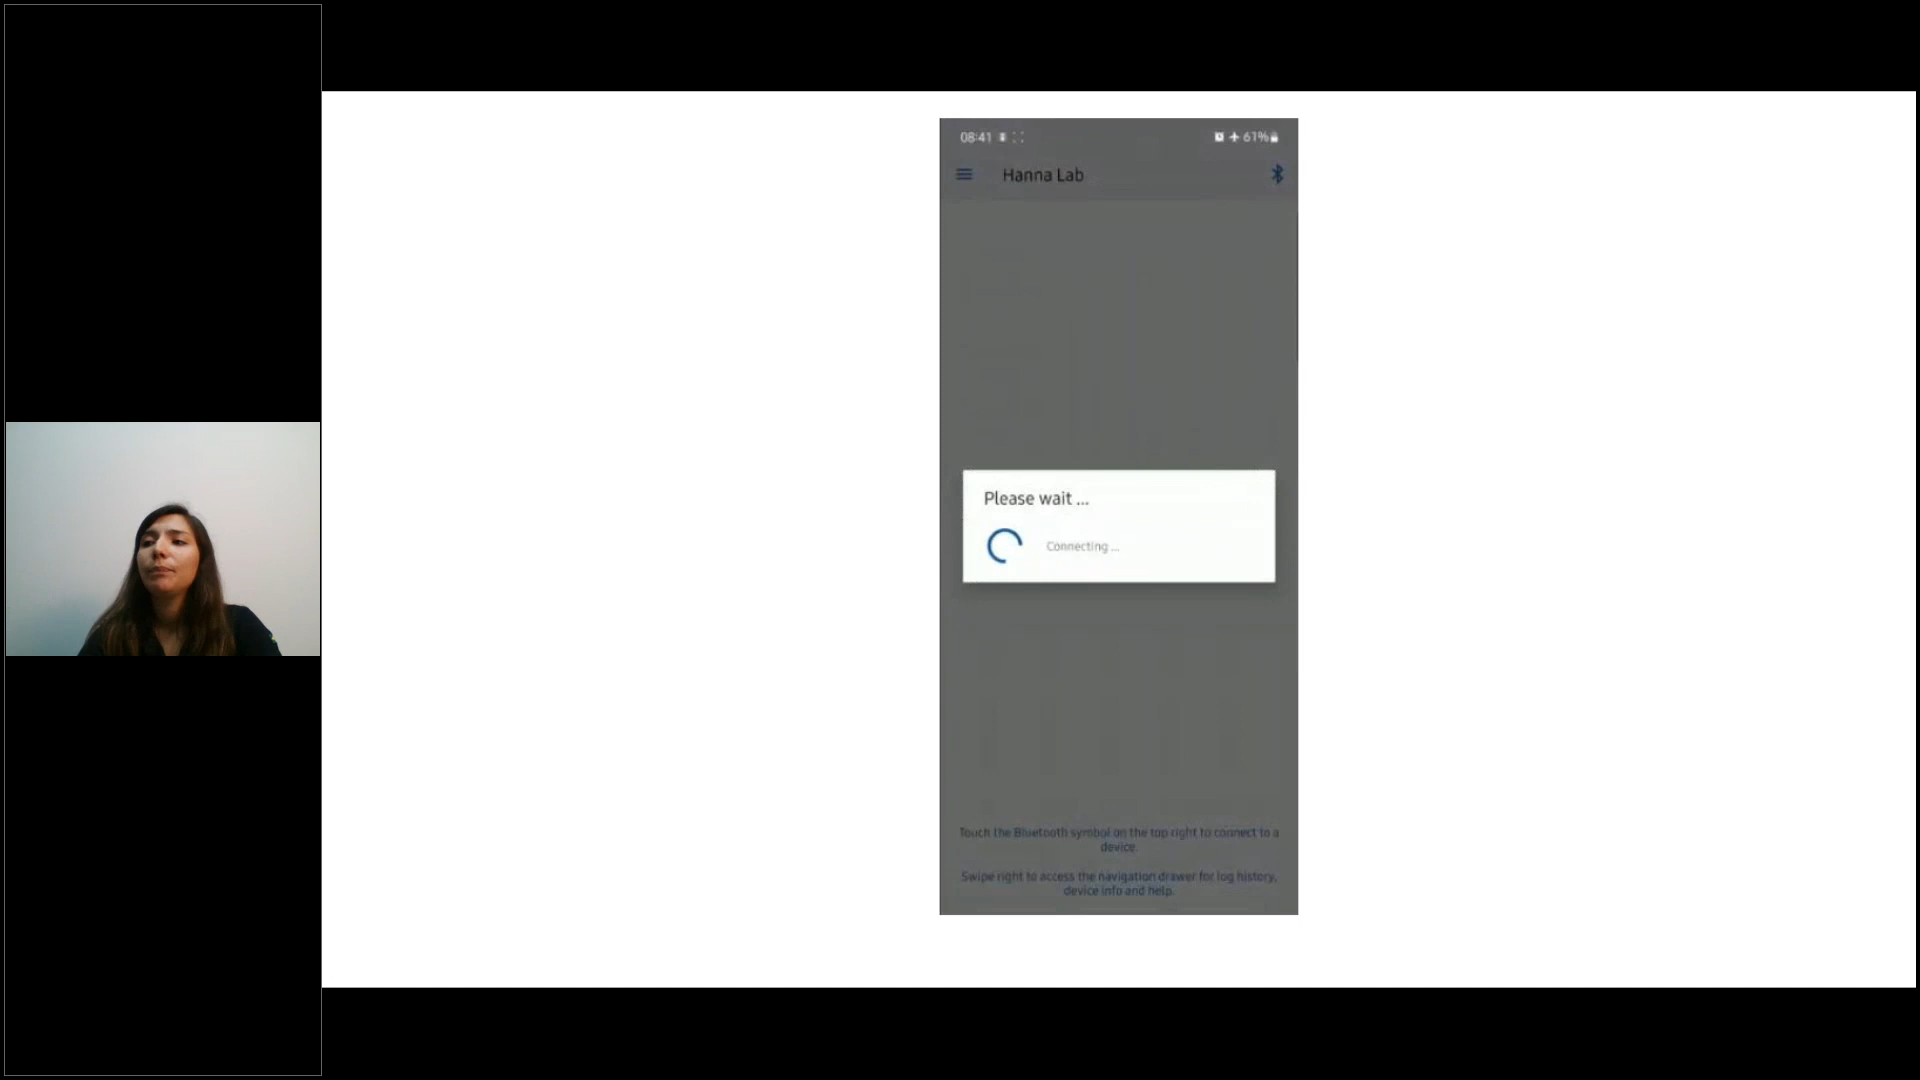 08:41
61%
Hanna Lab
Please wait ...
Connecting ...
Touch the Bluetooth symbol on the top right to connect to a
device.
Swipe right to access the navigation drawer for log history,
device info and help.